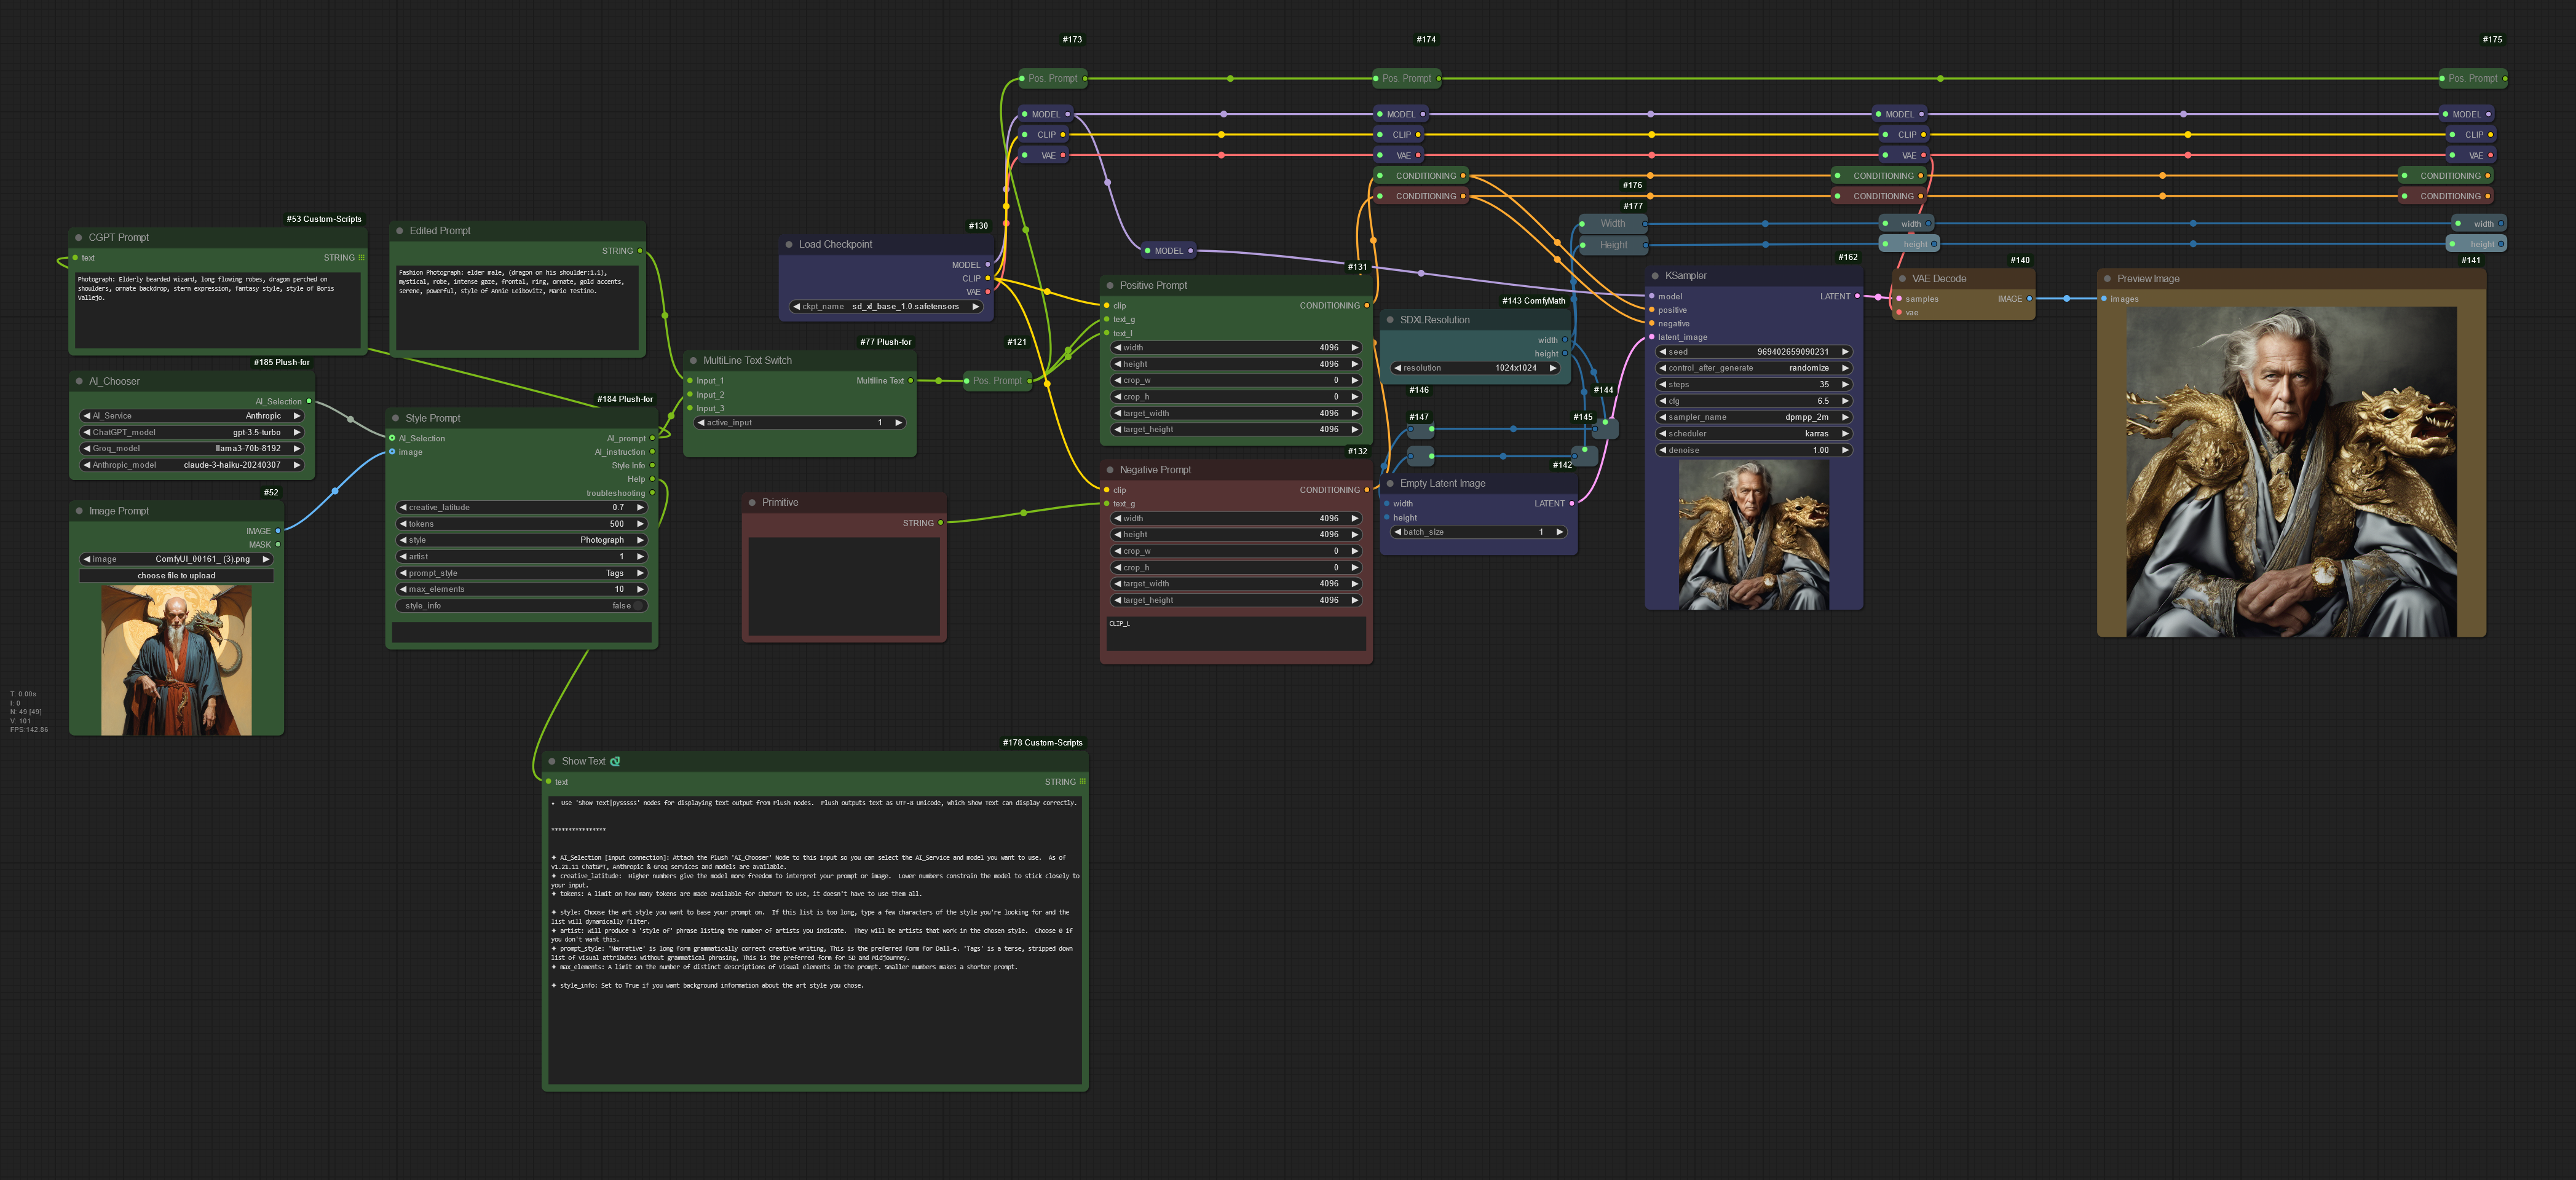 #173
#174
#175
Pos. Prompt
Pos. Prompt
Pos. Prompt
MODEL
MODEL
MODEL
MODEL
CLIP
CLIP
CLIP
CLIP
VAE
VAE
VAE
VAE
CONDITIONING
CONDITIONING
CONDITIONING
CONDITIONING
CONDITIONING
CONDITIONING
#176
#177
Width
width
width
Height
height
height
MODEL
#53 Custom-Scripts
CGPT Prompt
text
STRING
Photograph: Elderly bearded wizard, long flowing robes, dragon perched on
shoulders, ornate backdrop, stern expression, fantasy style, style of Boris
Vallejo.
Edited Prompt
STRING
Fashion Photograph: elder male, (dragon on his shoulder:1.1),
mystical, robe, intense gaze, frontal, ring, ornate, gold accents,
serene, powerful, style of Annie Leibovitz, Mario Testino.
#185 Plush-for
AI_Chooser
AI_Selection
AI_Service Anthropic
ChatGPT_model gpt-3.5-turbo
Groq_model llama3-70b-8192
Anthropic_model claude-3-haiku-20240307
#52
Image Prompt
IMAGE
MASK
image ComfyUI_00161_ (3).png
choose file to upload
#184 Plush-for
Style Prompt
AI_Selection AI_prompt
image AI_instruction
Style Info
Help
troubleshooting
creative_latitude 0.7
tokens 500
style Photograph
artist 1
prompt_style Tags
max_elements 10
style_info false
#130
Load Checkpoint
MODEL
CLIP
VAE
ckpt_name sd_xl_base_1.0.safetensors
#77 Plush-for
MultiLine Text Switch
Input_1 Multiline Text
Input_2
Input_3
active_input 1
#121
Pos. Prompt
Primitive
STRING
#131
Positive Prompt
clip CONDITIONING
text_g
text_l
width 4096
height 4096
crop_w 0
crop_h 0
target_width 4096
target_height 4096
#132
Negative Prompt
clip CONDITIONING
text_g
width 4096
height 4096
crop_w 0
crop_h 0
target_width 4096
target_height 4096
CLIP_L
#143 ComfyMath
SDXLResolution
width
height
resolution 1024x1024
#146
#144
#147
#145
#142
Empty Latent Image
width LATENT
height
batch_size 1
#162
KSampler
model LATENT
positive
negative
latent_image
seed 969402659090231
control_after_generate randomize
steps 35
cfg 6.5
sampler_name dpmpp_2m
scheduler karras
denoise 1.00
#140
VAE Decode
samples IMAGE
vae
#141
Preview Image
images
T: 0.00s
I: 0
N: 49 [49]
V: 101
FPS:142.86
#178 Custom-Scripts
Show Text
text STRING
• Use 'Show Text|pysssss' nodes for displaying text output from Plush nodes. Plush outputs text as UTF-8 Unicode, which Show Text can display correctly.
****************
✦ AI_Selection [input connection]: Attach the Plush 'AI_Chooser' Node to this input so you can select the AI_Service and model you want to use. As of
v1.21.11 ChatGPT, Anthropic & Groq services and models are available.
✦ creative_latitude: Higher numbers give the model more freedom to interpret your prompt or image. Lower numbers constrain the model to stick closely to
your input.
✦ tokens: A limit on how many tokens are made available for ChatGPT to use, it doesn't have to use them all.
✦ style: Choose the art style you want to base your prompt on. If this list is too long, type a few characters of the style you're looking for and the
list will dynamically filter.
✦ artist: will produce a 'style of' phrase listing the number of artists you indicate. They will be artists that work in the chosen style. Choose 0 if
you don't want this.
✦ prompt_style: 'Narrative' is long form grammatically correct creative writing, This is the preferred form for Dall-e. 'Tags' is a terse, stripped down
list of visual attributes without grammatical phrasing, This is the preferred form for SD and Midjourney.
✦ max_elements: A limit on the number of distinct descriptions of visual elements in the prompt. Smaller numbers makes a shorter prompt.
✦ style_info: Set to True if you want background information about the art style you chose.